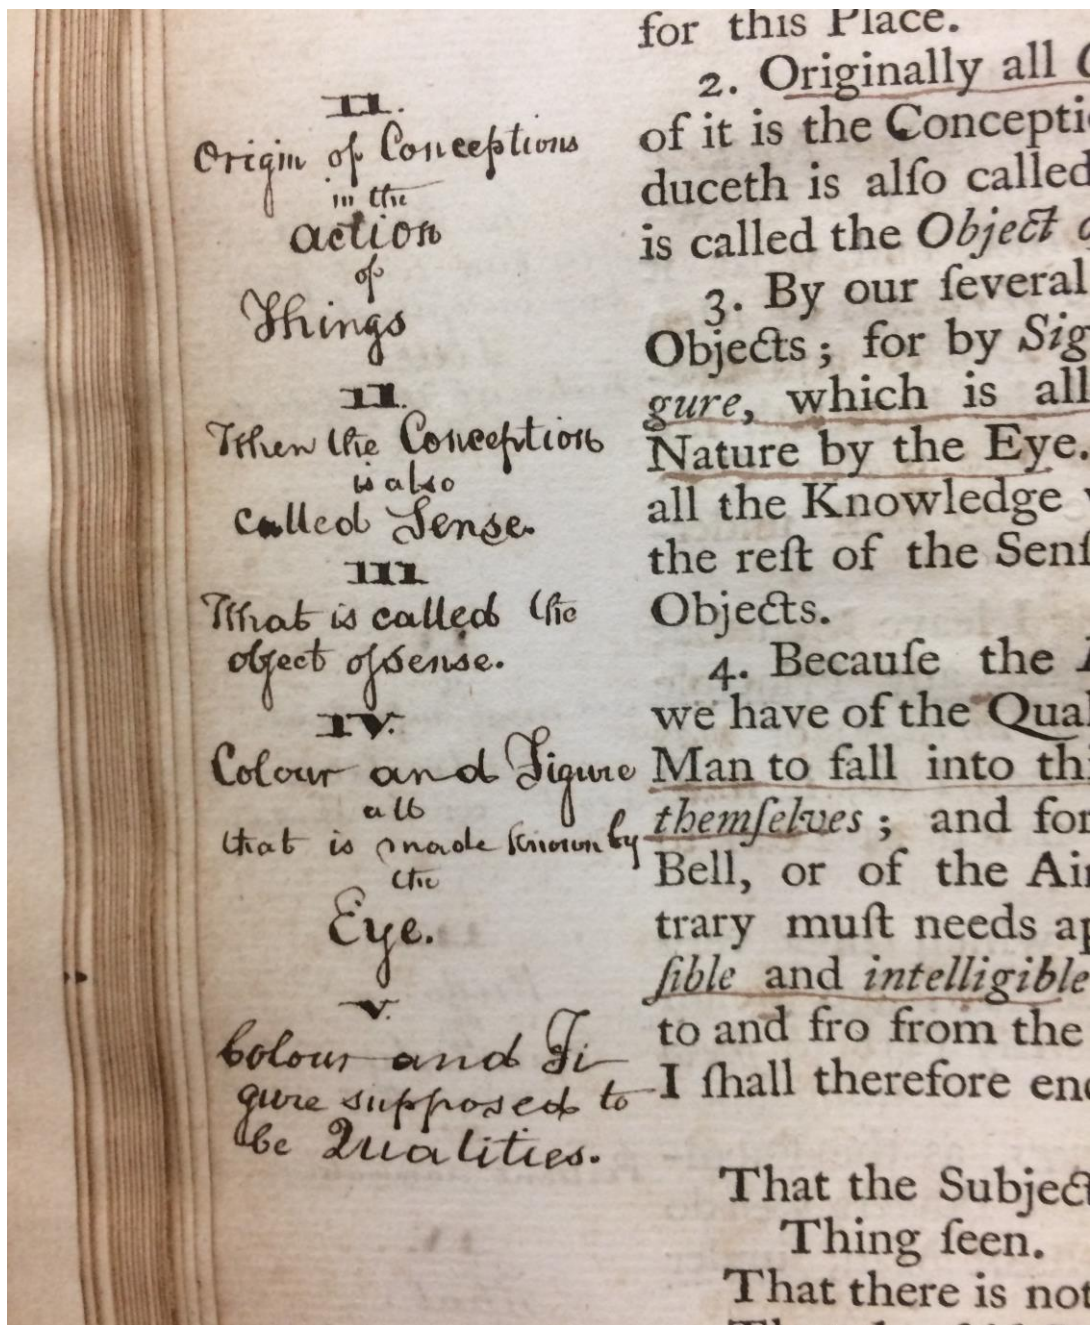 II.
Origin of Conceptions
in the
action
of
Things
II.
When the Conception
is also
called Sense.
III
What is called the
object of sense.
IV.
Colour and Figure
all
that is made known by
the
Eye.
V.
Colour and Fi-
gure supposed to
be Qualities.
for this Place.
2. Originally all
of it is the Concepti
duceth is alſo called
is called the Object
3. By our ſeveral
Objects; for by Sig
gure, which is all
Nature by the Eye.
all the Knowledge
the reſt of the Senſ
Objects.
4. Becauſe the
we have of the Qual
Man to fall into thi
themſelves; and for
Bell, or of the Air
trary muſt needs ap
ſible and intelligible
to and fro from the
I ſhall therefore end
That the Subject
Thing ſeen.
That there is not